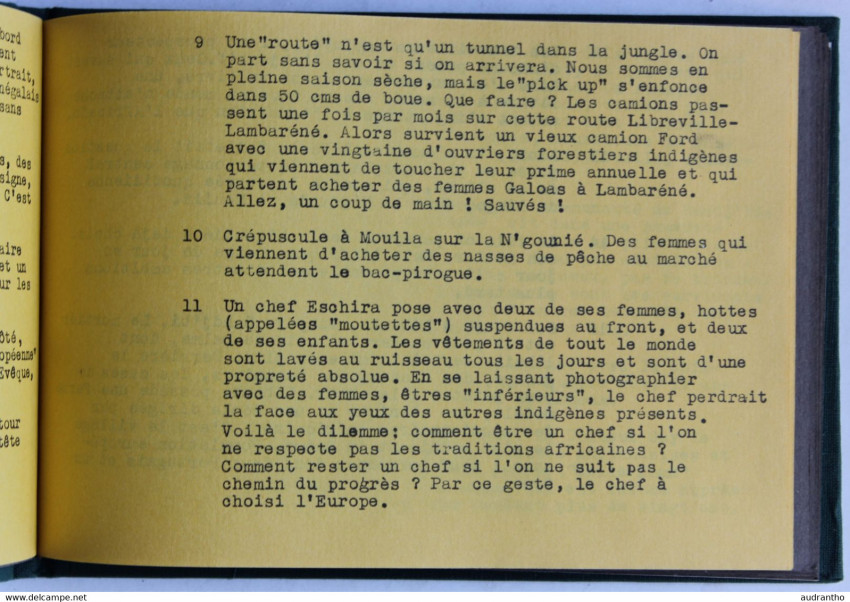 bord
ent
rtrait,
négalais
sans
s, des
signe,
C'est
aire
et un
ur les
ôté,
opéenne"
Evêque,
tour
tête
9 Une"route" n'est qu'un tunnel dans la jungle. On
part sans savoir si on arrivera. Nous sommes en
pleine saison sèche, mais le"pick up" s'enfonce
dans 50 cms de boue. Que faire ? Les camions pas-
sent une fois par mois sur cette route Libreville-
Lambaréné. Alors survient un vieux camion Ford
avec une vingtaine d'ouvriers forestiers indigènes
qui viennent de toucher leur prime annuelle et qui
partent acheter des femmes Galoas à Lambaréné.
Allez, un coup de main ! Sauvés !
10 Crépuscule à Mouila sur la N'gounié. Des femmes qui
viennent d'acheter des nasses de pêche au marché
attendent le bac-pirogue.
11 Un chef Eschira pose avec deux de ses femmes, hottes
(appelées "moutettes") suspendues au front, et deux
de ses enfants. Les vêtements de tout le monde
sont lavés au ruisseau tous les jours et sont d'une
propreté absolue. En se laissant photographier
avec des femmes, êtres "inférieurs", le chef perdrait
la face aux yeux des autres indigènes présents.
Voilà le dilemme: comment être un chef si l'on
ne respecte pas les traditions africaines ?
Comment rester un chef si l'on ne suit pas le
chemin du progrès ? Par ce geste, le chef à
choisi l'Europe.
www.delcampe.com
audrantho